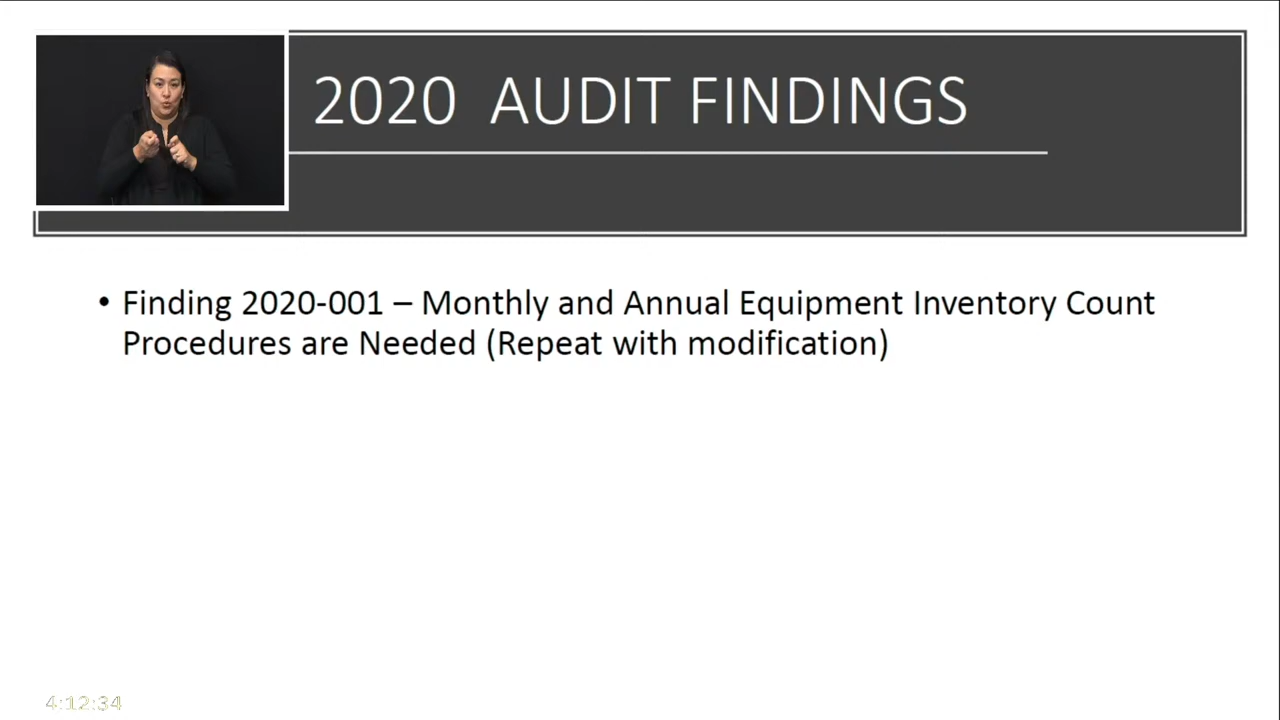 2020 AUDIT FINDINGS
• Finding 2020-001 – Monthly and Annual Equipment Inventory Count
Procedures are Needed (Repeat with modification)
4:12:34